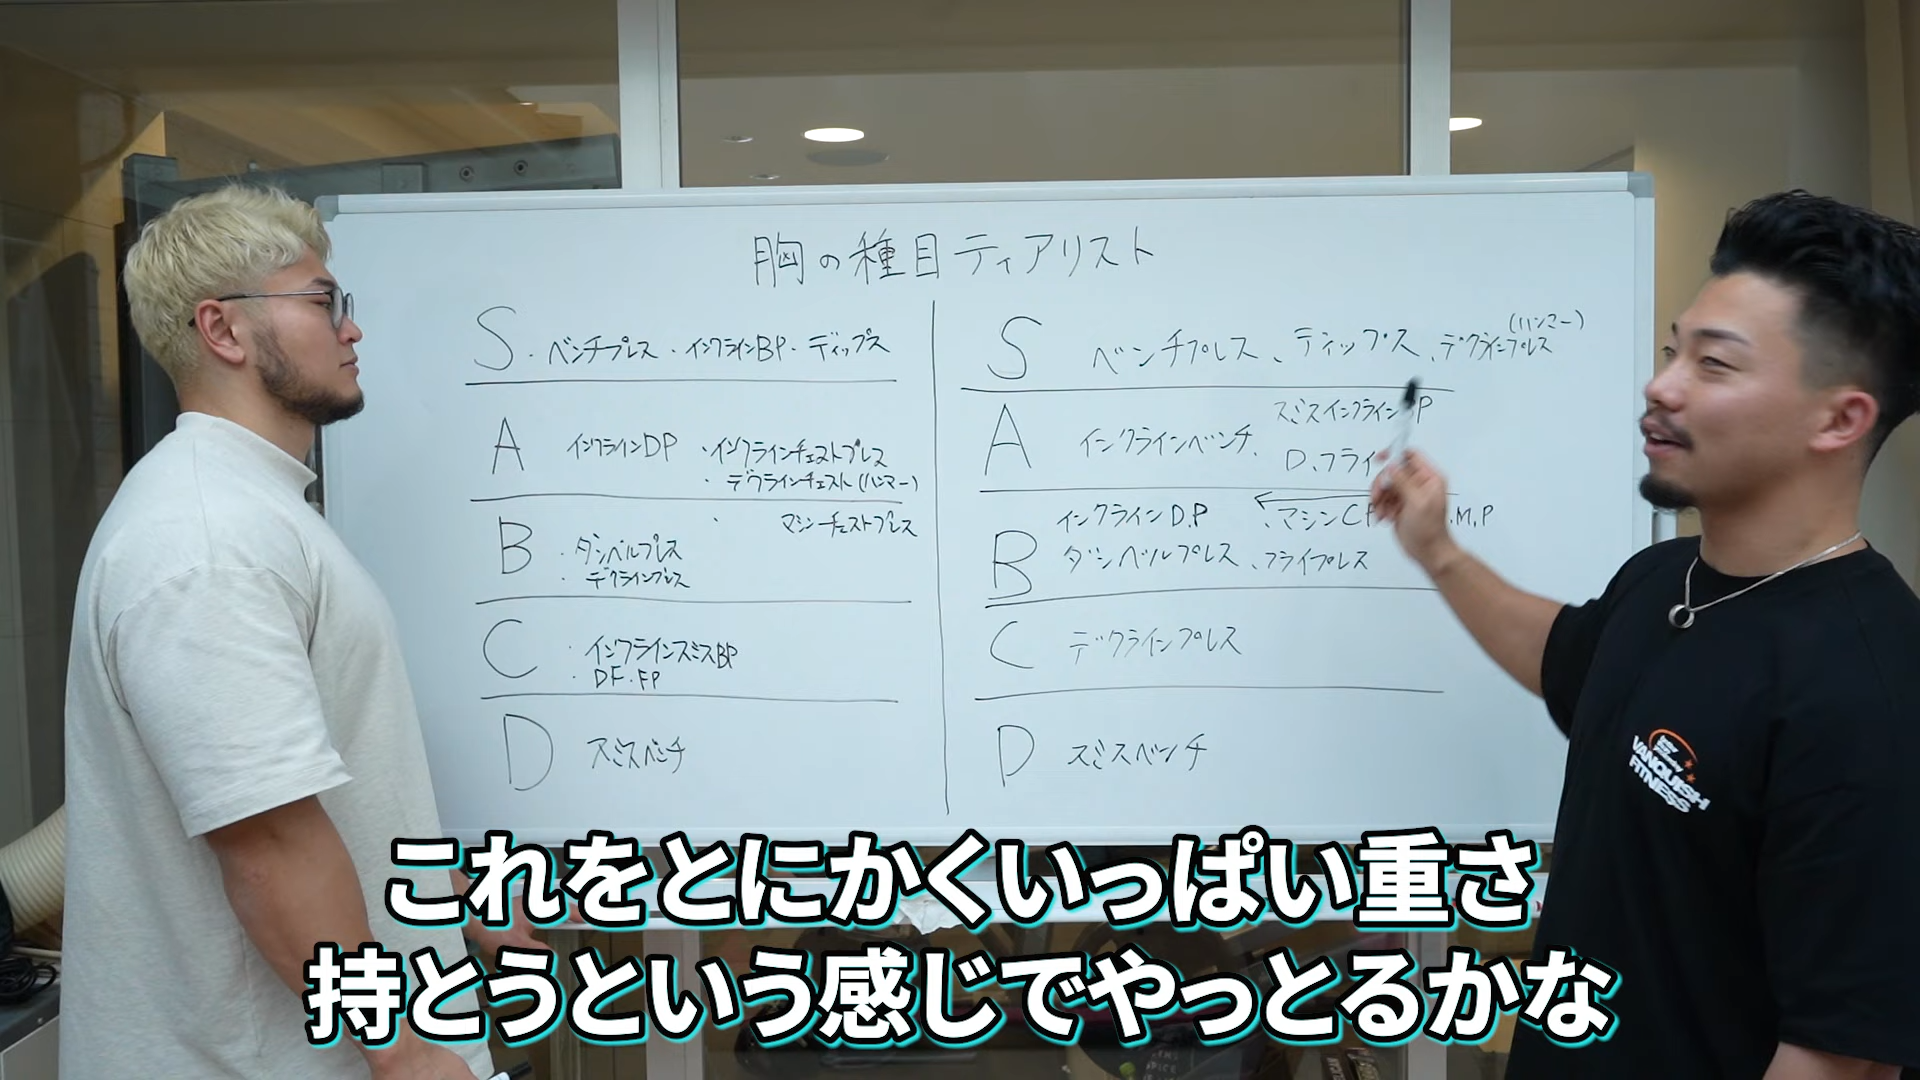 胸の種目ティアリスト
S ・ベンチプレス ・インクラインBP ・ディップス
A インクラインDP ・インクラインチェストプレス
・デクラインチェスト(ハンマー)
B マシンチェストプレス
・ダンベルプレス
・デクラインプレス
C ・インクラインスミスBP
・DF・FP
D スミスベンチ
(ハンマー)
S ベンチプレス、ディップス、デクラインプレス
スミスインクライン P
A インクラインベンチ、
D.フライ
B インクラインD.P 、マシンC .M.P
ダンベルプレス、フライプレス
C デクラインプレス
D スミスベンチ
VANQUISH
FITNESS
これをとにかくいっぱい重さ
持とうという感じでやっとるかな